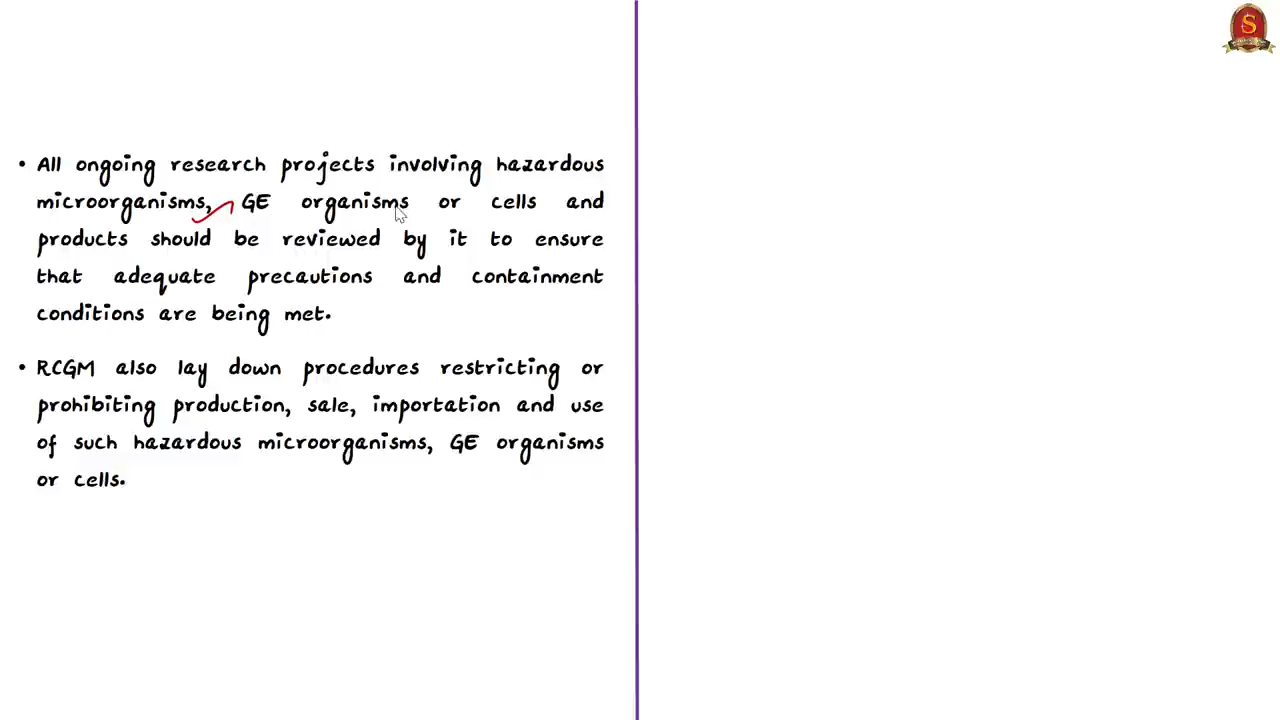 • All ongoing research projects involving hazardous
microorganisms, GE organisms or cells and
products should be reviewed by it to ensure
that adequate precautions and containment
conditions are being met.
• RCGM also lay down procedures restricting or
prohibiting production, sale, importation and use
of such hazardous microorganisms, GE organisms
or cells.
S